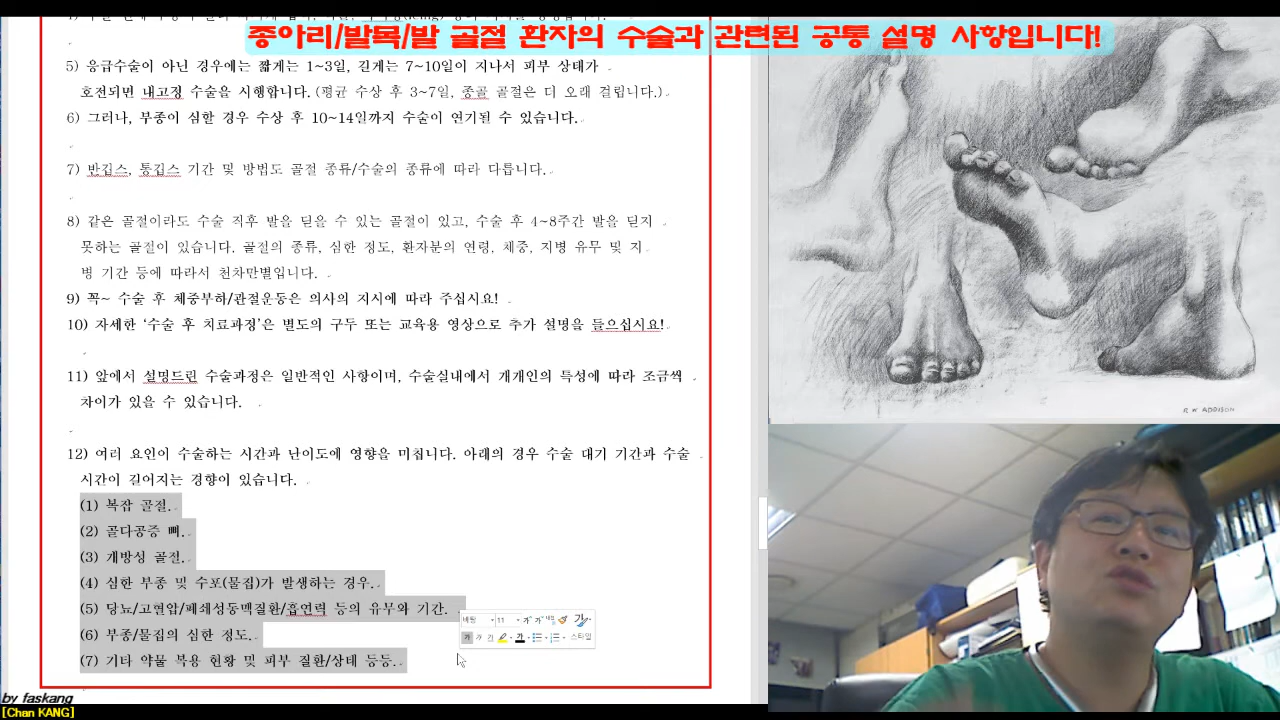 종아리/발목/발 골절 환자의 수술과 관련된 공통 설명 사항입니다!
5) 응급수술이 아닌 경우에는 짧게는 1~3일, 길게는 7~10일이 지나서 피부 상태가
호전되면 내고정 수술을 시행합니다. (평균 수상 후 3~7일, 종골 골절은 더 오래 걸립니다.)
6) 그러나, 부종이 심할 경우 수상 후 10~14일까지 수술이 연기될 수 있습니다.
7) 반깁스, 통깁스 기간 및 방법도 골절 종류/수술의 종류에 따라 다릅니다.
8) 같은 골절이라도 수술 직후 발을 딛을 수 있는 골절이 있고, 수술 후 4~8주간 발을 딛지
못하는 골절이 있습니다. 골절의 종류, 심한 정도, 환자분의 연령, 체중, 지병 유무 및 지
병 기간 등에 따라서 천차만별입니다.
9) 꼭~ 수술 후 체중부하/관절운동은 의사의 지시에 따라 주십시요!
10) 자세한 ‘수술 후 치료과정’은 별도의 구두 또는 교육용 영상으로 추가 설명을 들으십시요!
11) 앞에서 설명드린 수술과정은 일반적인 사항이며, 수술실내에서 개개인의 특성에 따라 조금씩
차이가 있을 수 있습니다.
12) 여러 요인이 수술하는 시간과 난이도에 영향을 미칩니다. 아래의 경우 수술 대기 기간과 수술
시간이 길어지는 경향이 있습니다.
(1) 복잡 골절.
(2) 골다공증 뼈.
(3) 개방성 골절.
(4) 심한 부종 및 수포(물집)가 발생하는 경우.
(5) 당뇨/고혈압/폐쇄성동맥질환/흡연력 등의 유무와 기간.
(6) 부종/물집의 심한 정도.
(7) 기타 약물 복용 현황 및 피부 질환/상태 등등.
바탕 11 가 가
가 가 간 가 스타일
R W ADDISON
by faskang
[Chan KANG]